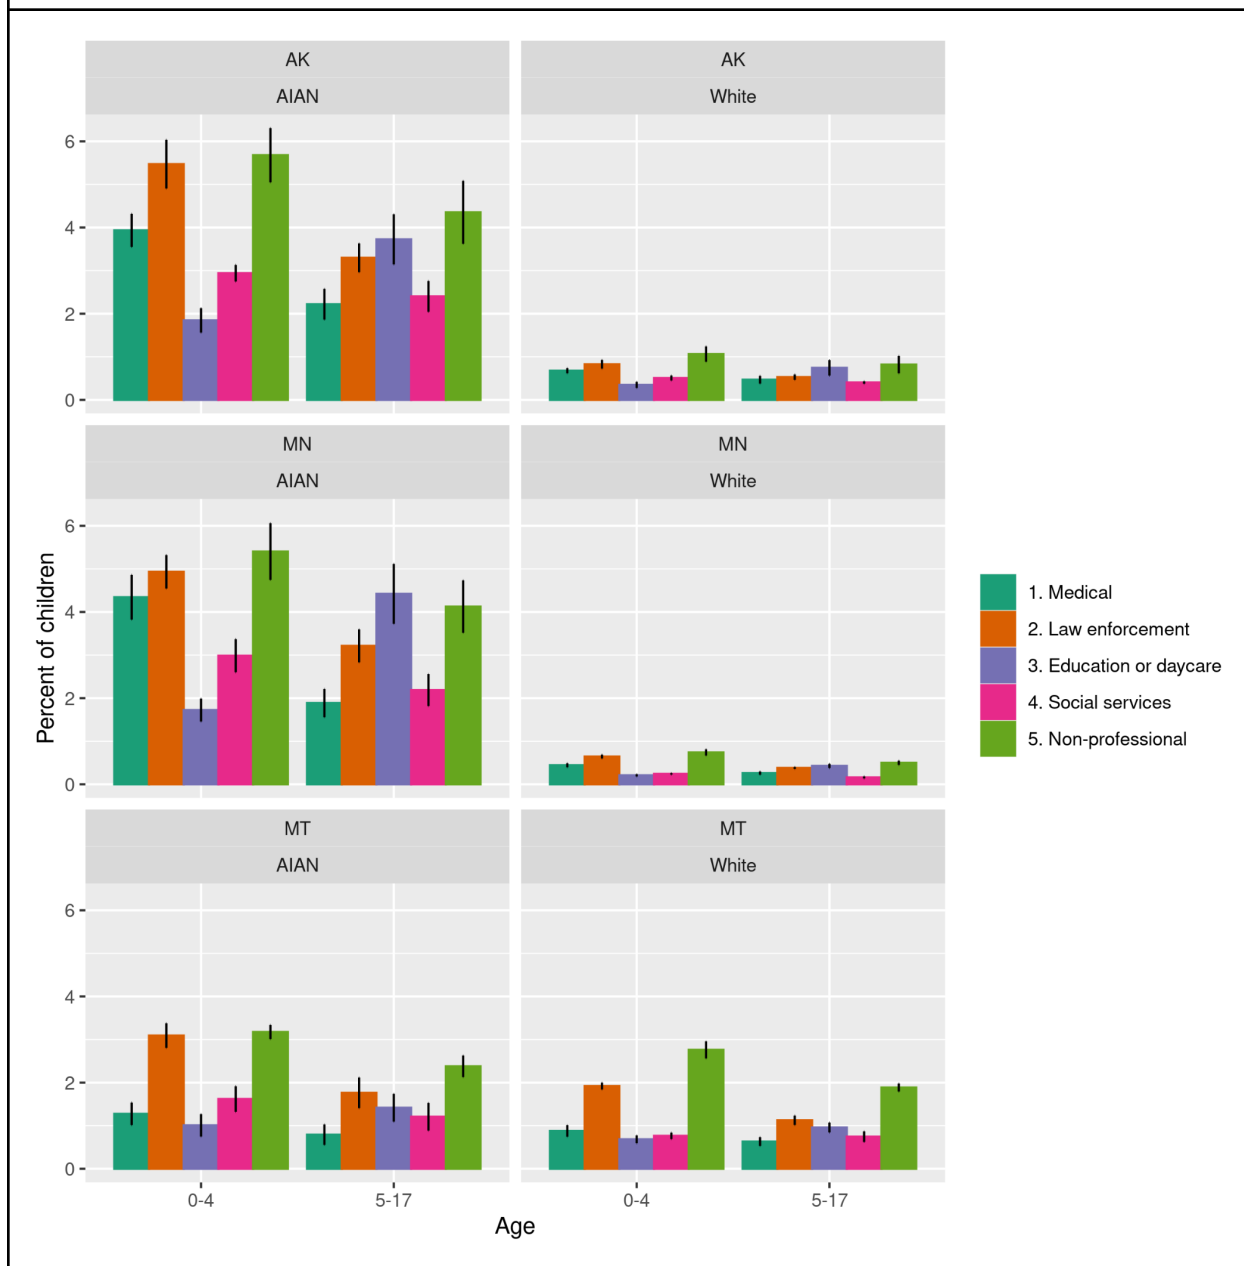 AK
AIAN
AK
White
6
4
2
0
MN
AIAN
MN
White
6
4
2
0
MT
AIAN
MT
White
6
4
2
0
0-4
5-17
0-4
5-17
Age
Percent of children
1. Medical
2. Law enforcement
3. Education or daycare
4. Social services
5. Non-professional